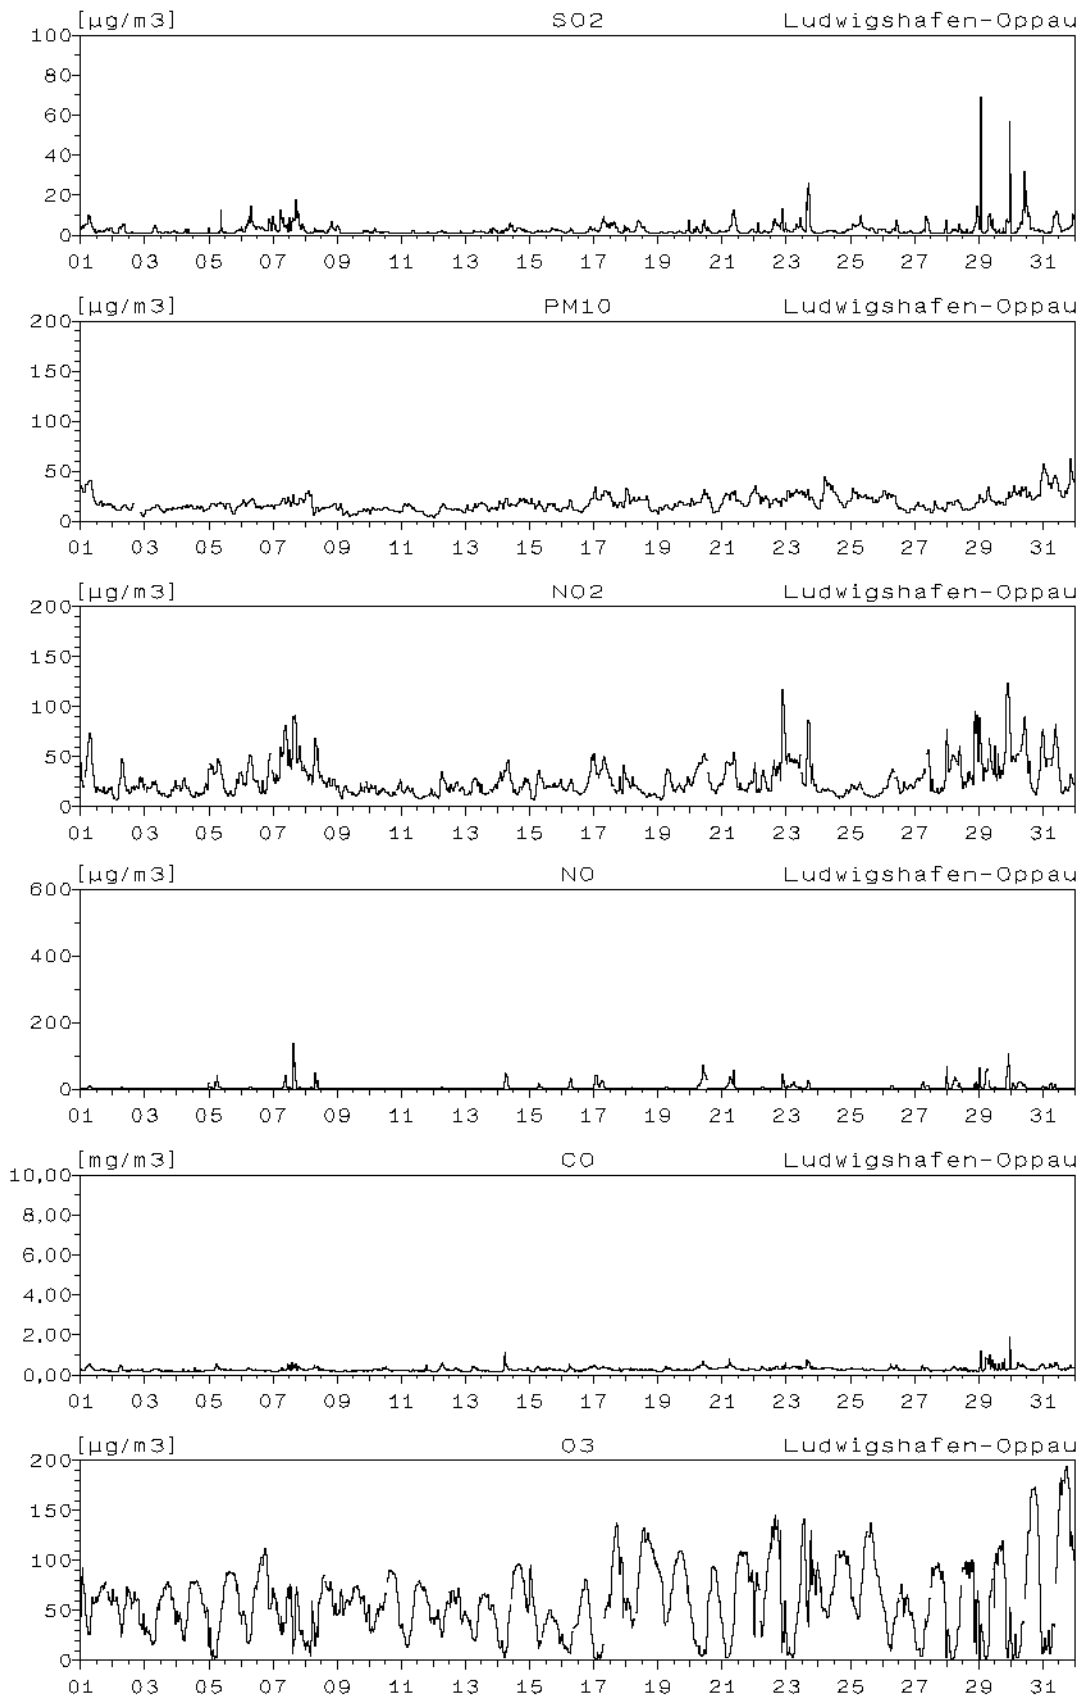 [µg/m3] SO2 Ludwigshafen-Oppau
100
80
60
40
20
0
01 03 05 07 09 11 13 15 17 19 21 23 25 27 29 31
[µg/m3] PM10 Ludwigshafen-Oppau
200
150
100
50
0
01 03 05 07 09 11 13 15 17 19 21 23 25 27 29 31
[µg/m3] NO2 Ludwigshafen-Oppau
200
150
100
50
0
01 03 05 07 09 11 13 15 17 19 21 23 25 27 29 31
[µg/m3] NO Ludwigshafen-Oppau
600
400
200
0
01 03 05 07 09 11 13 15 17 19 21 23 25 27 29 31
[mg/m3] CO Ludwigshafen-Oppau
10,00
8,00
6,00
4,00
2,00
0,00
01 03 05 07 09 11 13 15 17 19 21 23 25 27 29 31
[µg/m3] O3 Ludwigshafen-Oppau
200
150
100
50
0
01 03 05 07 09 11 13 15 17 19 21 23 25 27 29 31